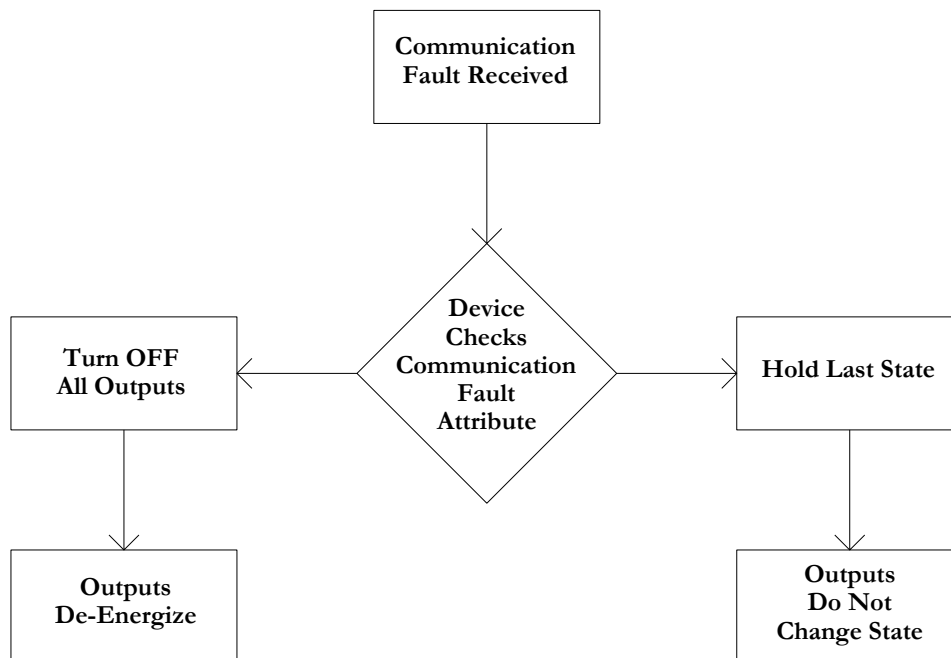 Communication
Fault Received
Device
Checks
Communication
Fault
Attribute
Turn OFF
All Outputs
Hold Last State
Outputs
De-Energize
Outputs
Do Not
Change State